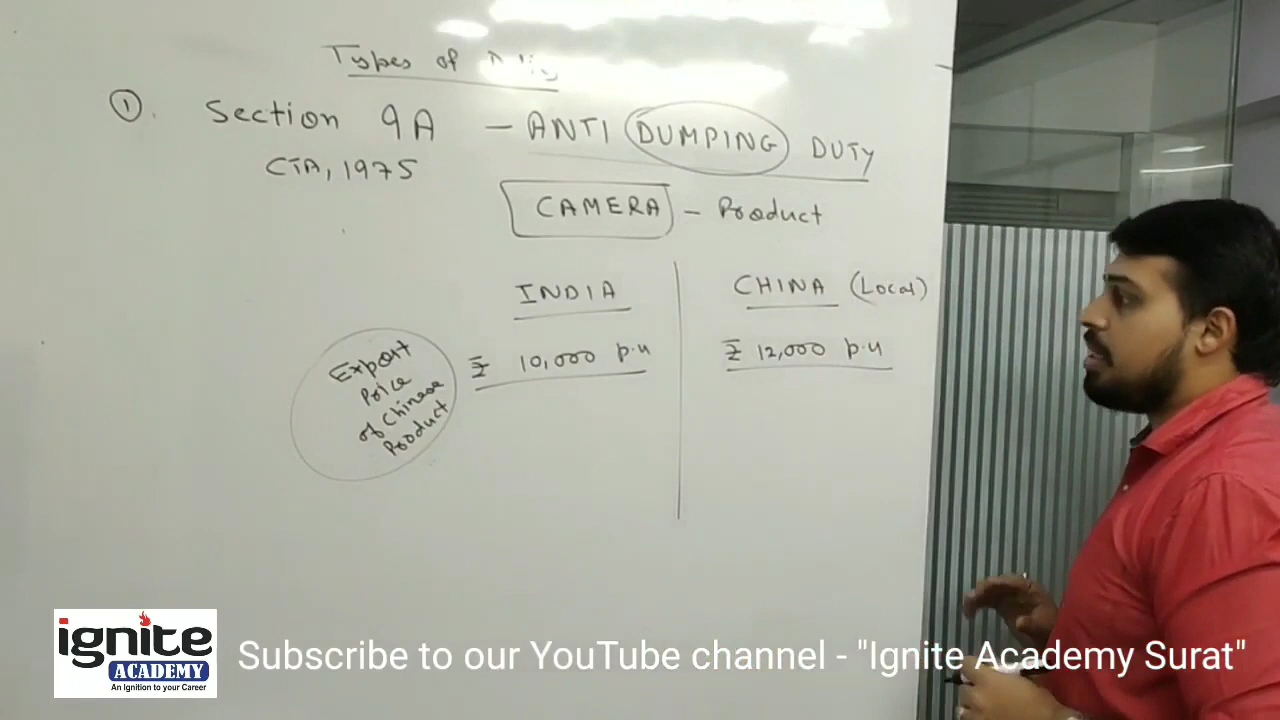 Types of
① Section 9A - ANTI DUMPING DUTY
CTA, 1975
CAMERA - Product
INDIA
CHINA (Local)
Export
Price
of Chinese
Product
₹ 10,000 p.u
₹ 12,000 p.u
ignite
ACADEMY
An Ignition to your Career
Subscribe to our YouTube channel - "Ignite Academy Surat"